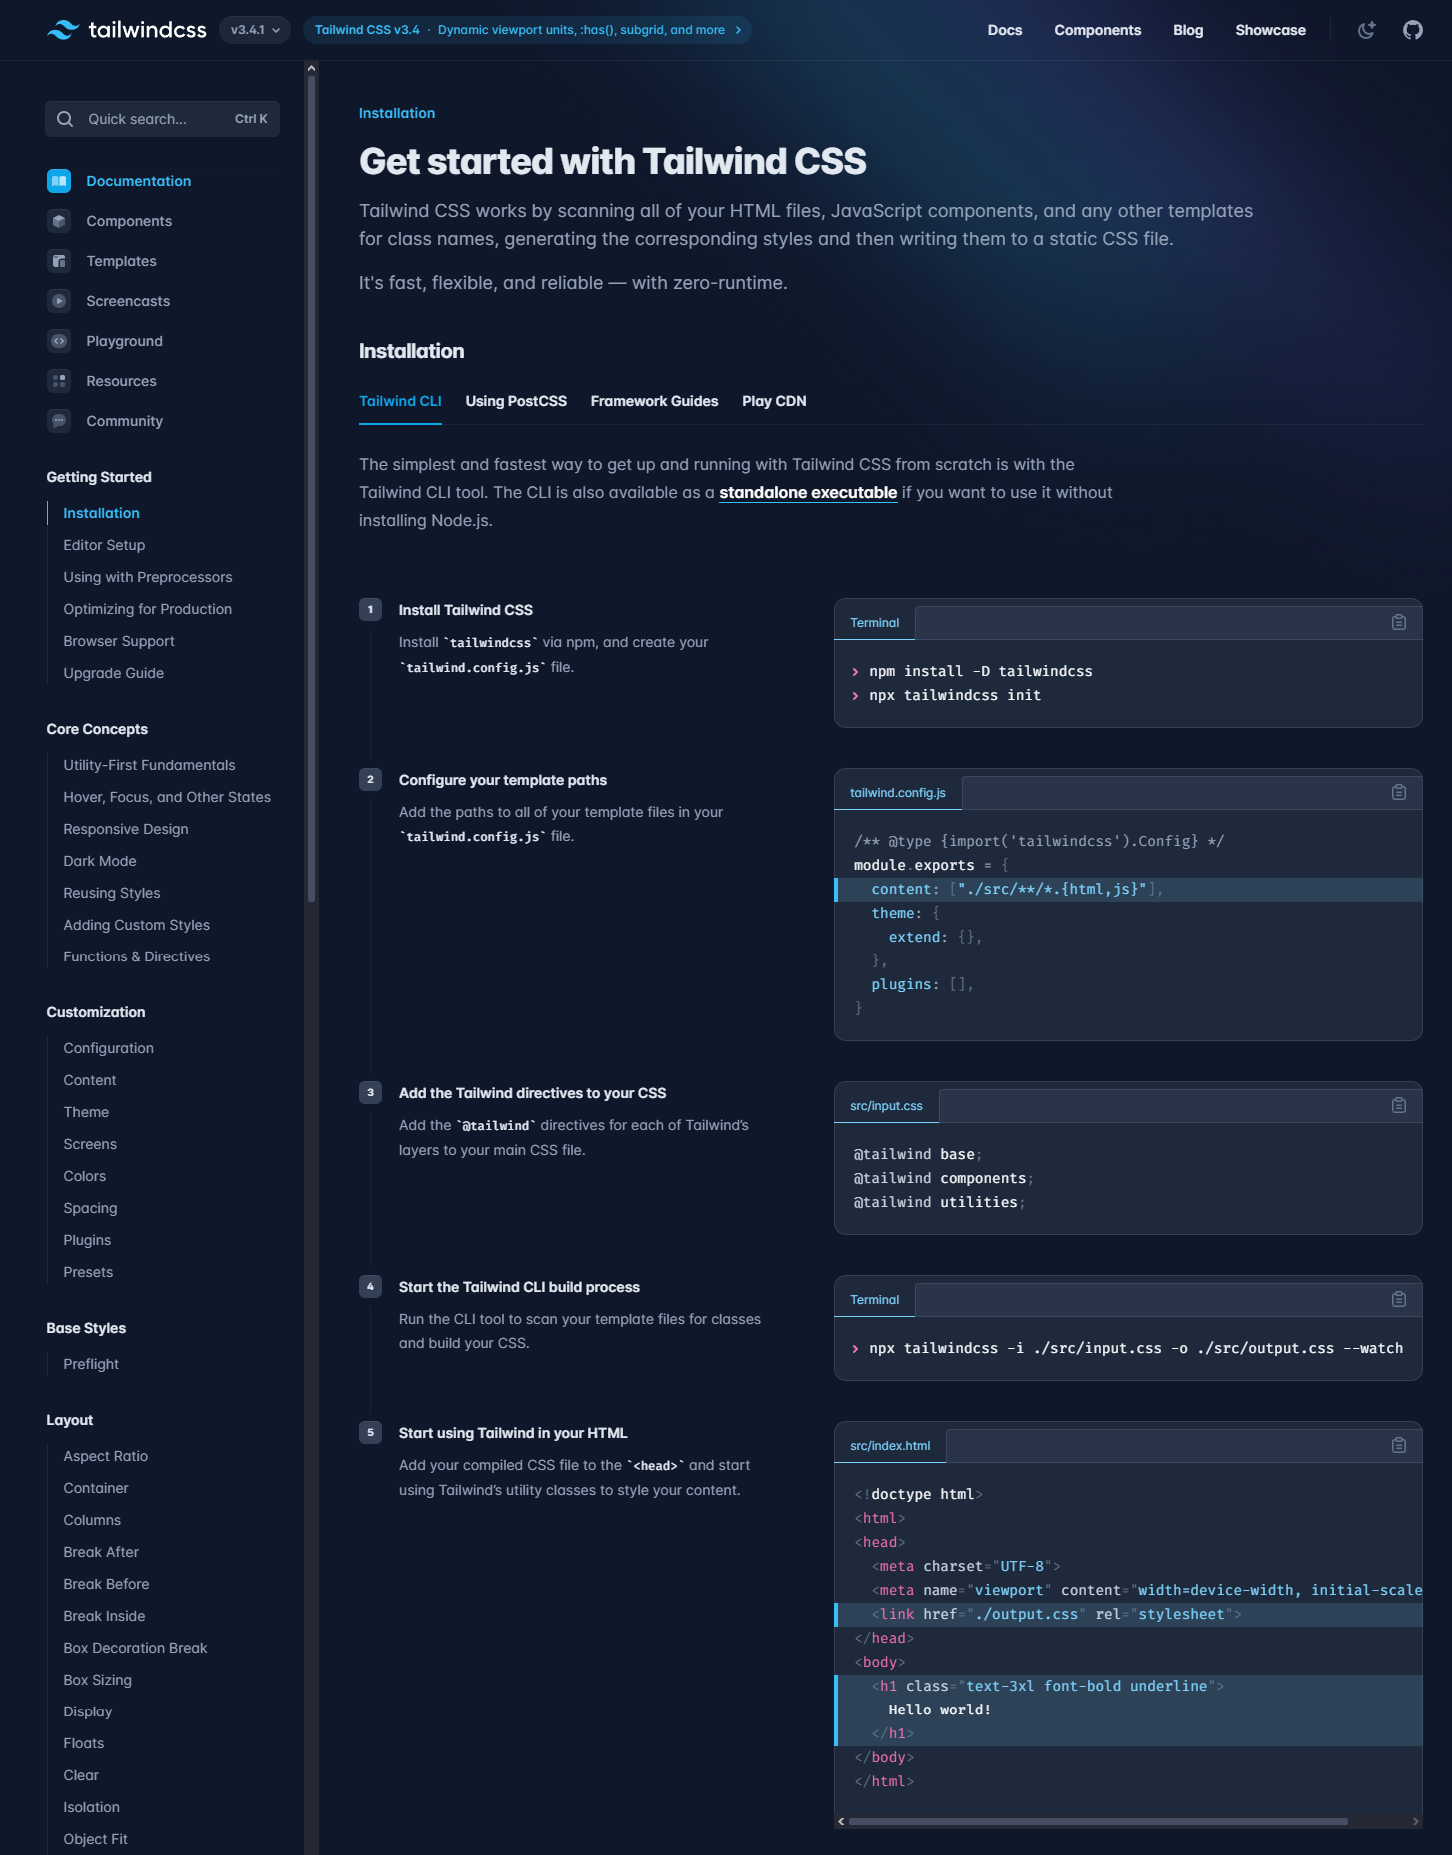 tailwindcss
v3.4.1
Tailwind CSS v3.4 · Dynamic viewport units, :has(), subgrid, and more
Docs
Components
Blog
Showcase
Quick search...
Ctrl K
Documentation
Components
Templates
Screencasts
Playground
Resources
Community
Getting Started
Installation
Editor Setup
Using with Preprocessors
Optimizing for Production
Browser Support
Upgrade Guide
Core Concepts
Utility-First Fundamentals
Hover, Focus, and Other States
Responsive Design
Dark Mode
Reusing Styles
Adding Custom Styles
Functions & Directives
Customization
Configuration
Content
Theme
Screens
Colors
Spacing
Plugins
Presets
Base Styles
Preflight
Layout
Aspect Ratio
Container
Columns
Break After
Break Before
Break Inside
Box Decoration Break
Box Sizing
Display
Floats
Clear
Isolation
Object Fit
Installation
Get started with Tailwind CSS
Tailwind CSS works by scanning all of your HTML files, JavaScript components, and any other templates
for class names, generating the corresponding styles and then writing them to a static CSS file.
It's fast, flexible, and reliable — with zero-runtime.
Installation
Tailwind CLI
Using PostCSS
Framework Guides
Play CDN
The simplest and fastest way to get up and running with Tailwind CSS from scratch is with the
Tailwind CLI tool. The CLI is also available as a standalone executable if you want to use it without
installing Node.js.
1
Install Tailwind CSS
Install `tailwindcss` via npm, and create your
`tailwind.config.js` file.
Terminal
> npm install -D tailwindcss
> npx tailwindcss init
2
Configure your template paths
Add the paths to all of your template files in your
`tailwind.config.js` file.
tailwind.config.js
/** @type {import('tailwindcss').Config} */
module.exports = {
  content: ["./src/**/*.{html,js}"],
  theme: {
    extend: {},
  },
  plugins: [],
}
3
Add the Tailwind directives to your CSS
Add the `@tailwind` directives for each of Tailwind’s
layers to your main CSS file.
src/input.css
@tailwind base;
@tailwind components;
@tailwind utilities;
4
Start the Tailwind CLI build process
Run the CLI tool to scan your template files for classes
and build your CSS.
Terminal
> npx tailwindcss -i ./src/input.css -o ./src/output.css --watch
5
Start using Tailwind in your HTML
Add your compiled CSS file to the `<head>` and start
using Tailwind’s utility classes to style your content.
src/index.html
<!doctype html>
<html>
<head>
  <meta charset="UTF-8">
  <meta name="viewport" content="width=device-width, initial-scale
  <link href="./output.css" rel="stylesheet">
</head>
<body>
  <h1 class="text-3xl font-bold underline">
    Hello world!
  </h1>
</body>
</html>